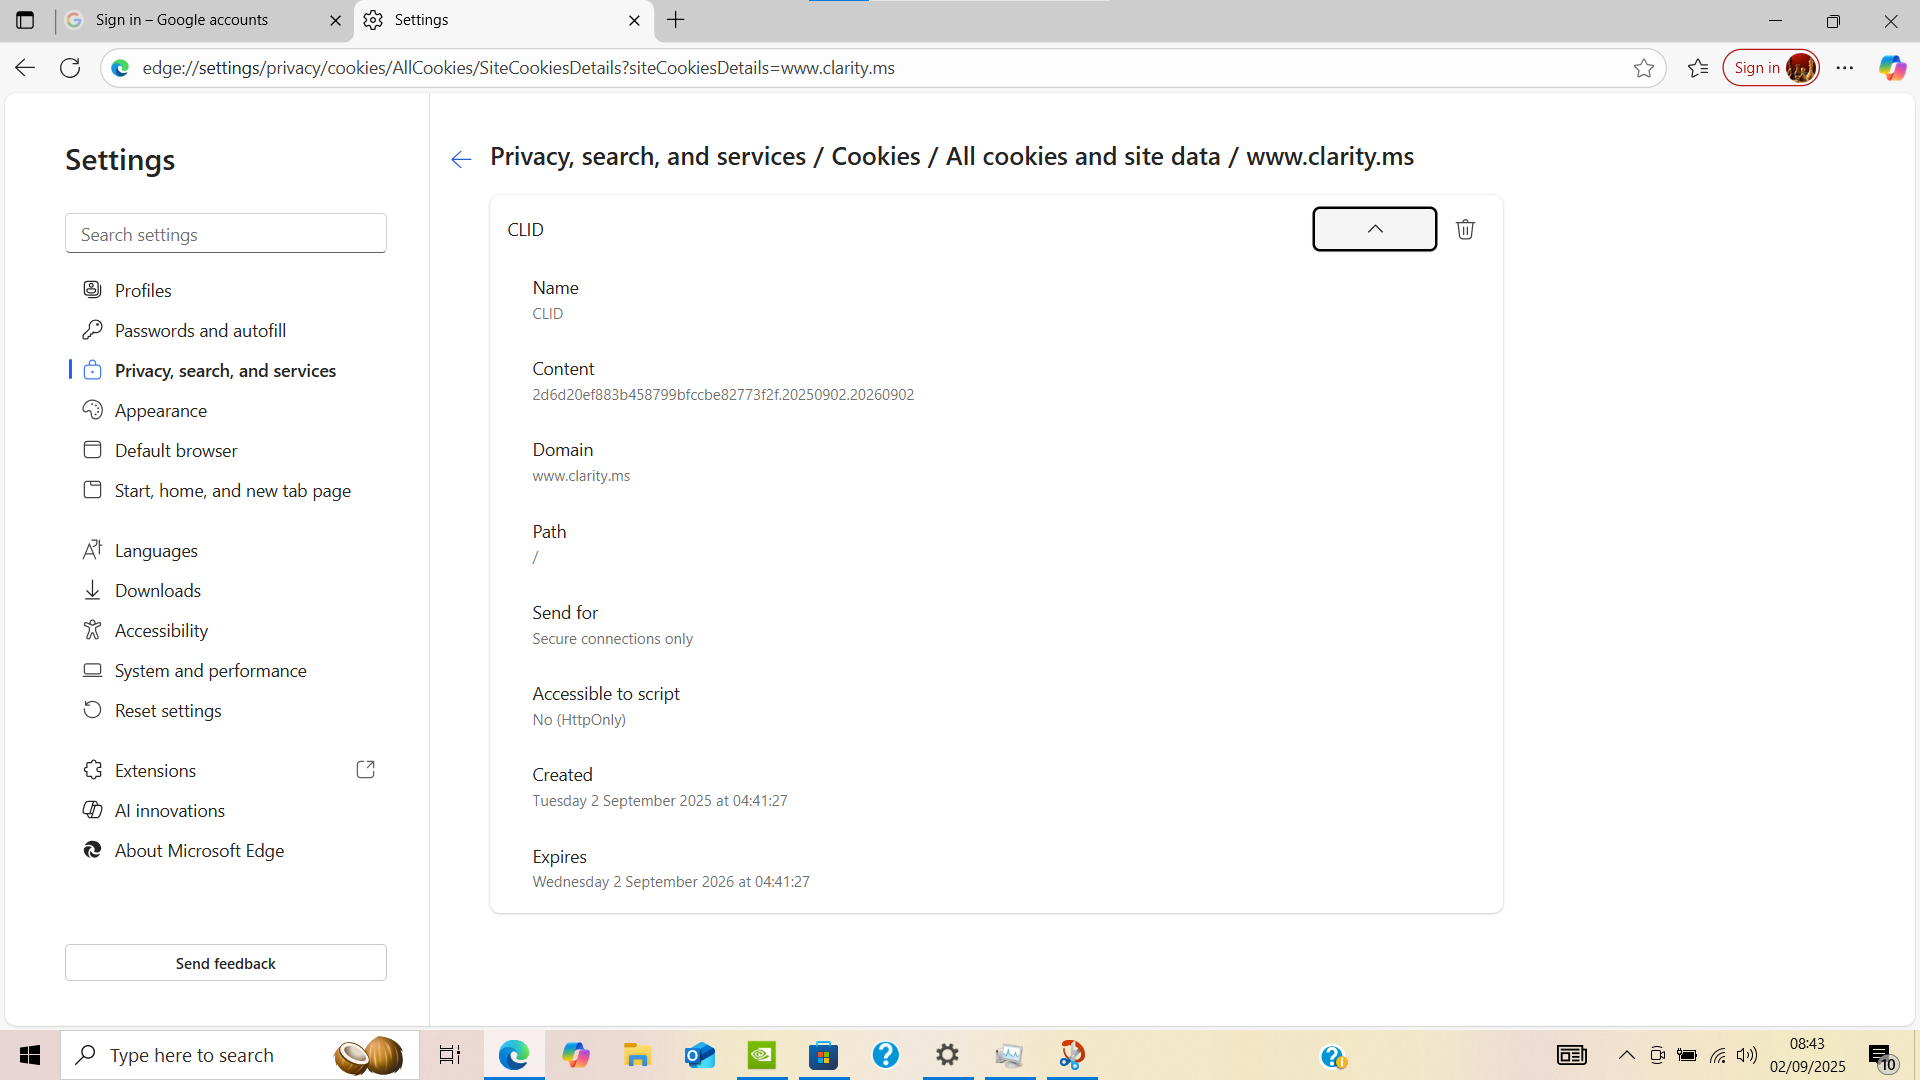 Sign in – Google accounts
Settings
edge://settings/privacy/cookies/AllCookies/SiteCookiesDetails?siteCookiesDetails=www.clarity.ms
Sign in
Settings
Search settings
Profiles
Passwords and autofill
Privacy, search, and services
Appearance
Default browser
Start, home, and new tab page
Languages
Downloads
Accessibility
System and performance
Reset settings
Extensions
AI innovations
About Microsoft Edge
Send feedback
Privacy, search, and services / Cookies / All cookies and site data / www.clarity.ms
CLID
Name
CLID
Content
2d6d20ef883b458799bfccbe82773f2f.20250902.20260902
Domain
www.clarity.ms
Path
/
Send for
Secure connections only
Accessible to script
No (HttpOnly)
Created
Tuesday 2 September 2025 at 04:41:27
Expires
Wednesday 2 September 2026 at 04:41:27
Type here to search
08:43
02/09/2025
10